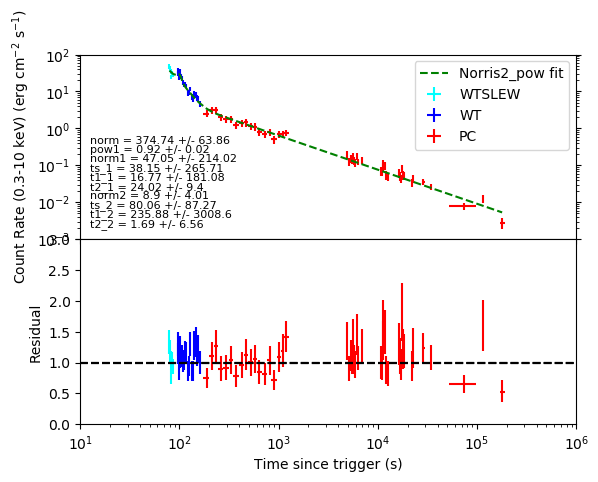 Count Rate (0.3-10 keV) (erg cm⁻² s⁻¹)
10²
10¹
10⁰
10⁻¹
10⁻²
10⁻³
Norris2_pow fit
WTSLEW
WT
PC
norm = 374.74 +/- 63.86
pow1 = 0.92 +/- 0.02
norm1 = 47.05 +/- 214.02
ts_1 = 38.15 +/- 265.71
t1_1 = 16.77 +/- 181.08
t2_1 = 24.02 +/- 9.4
norm2 = 8.9 +/- 4.01
ts_2 = 80.06 +/- 87.27
t1_2 = 235.88 +/- 3008.6
t2_2 = 1.69 +/- 6.56
Residual
3.0
2.5
2.0
1.5
1.0
0.5
0.0
10¹ 10² 10³ 10⁴ 10⁵ 10⁶
Time since trigger (s)